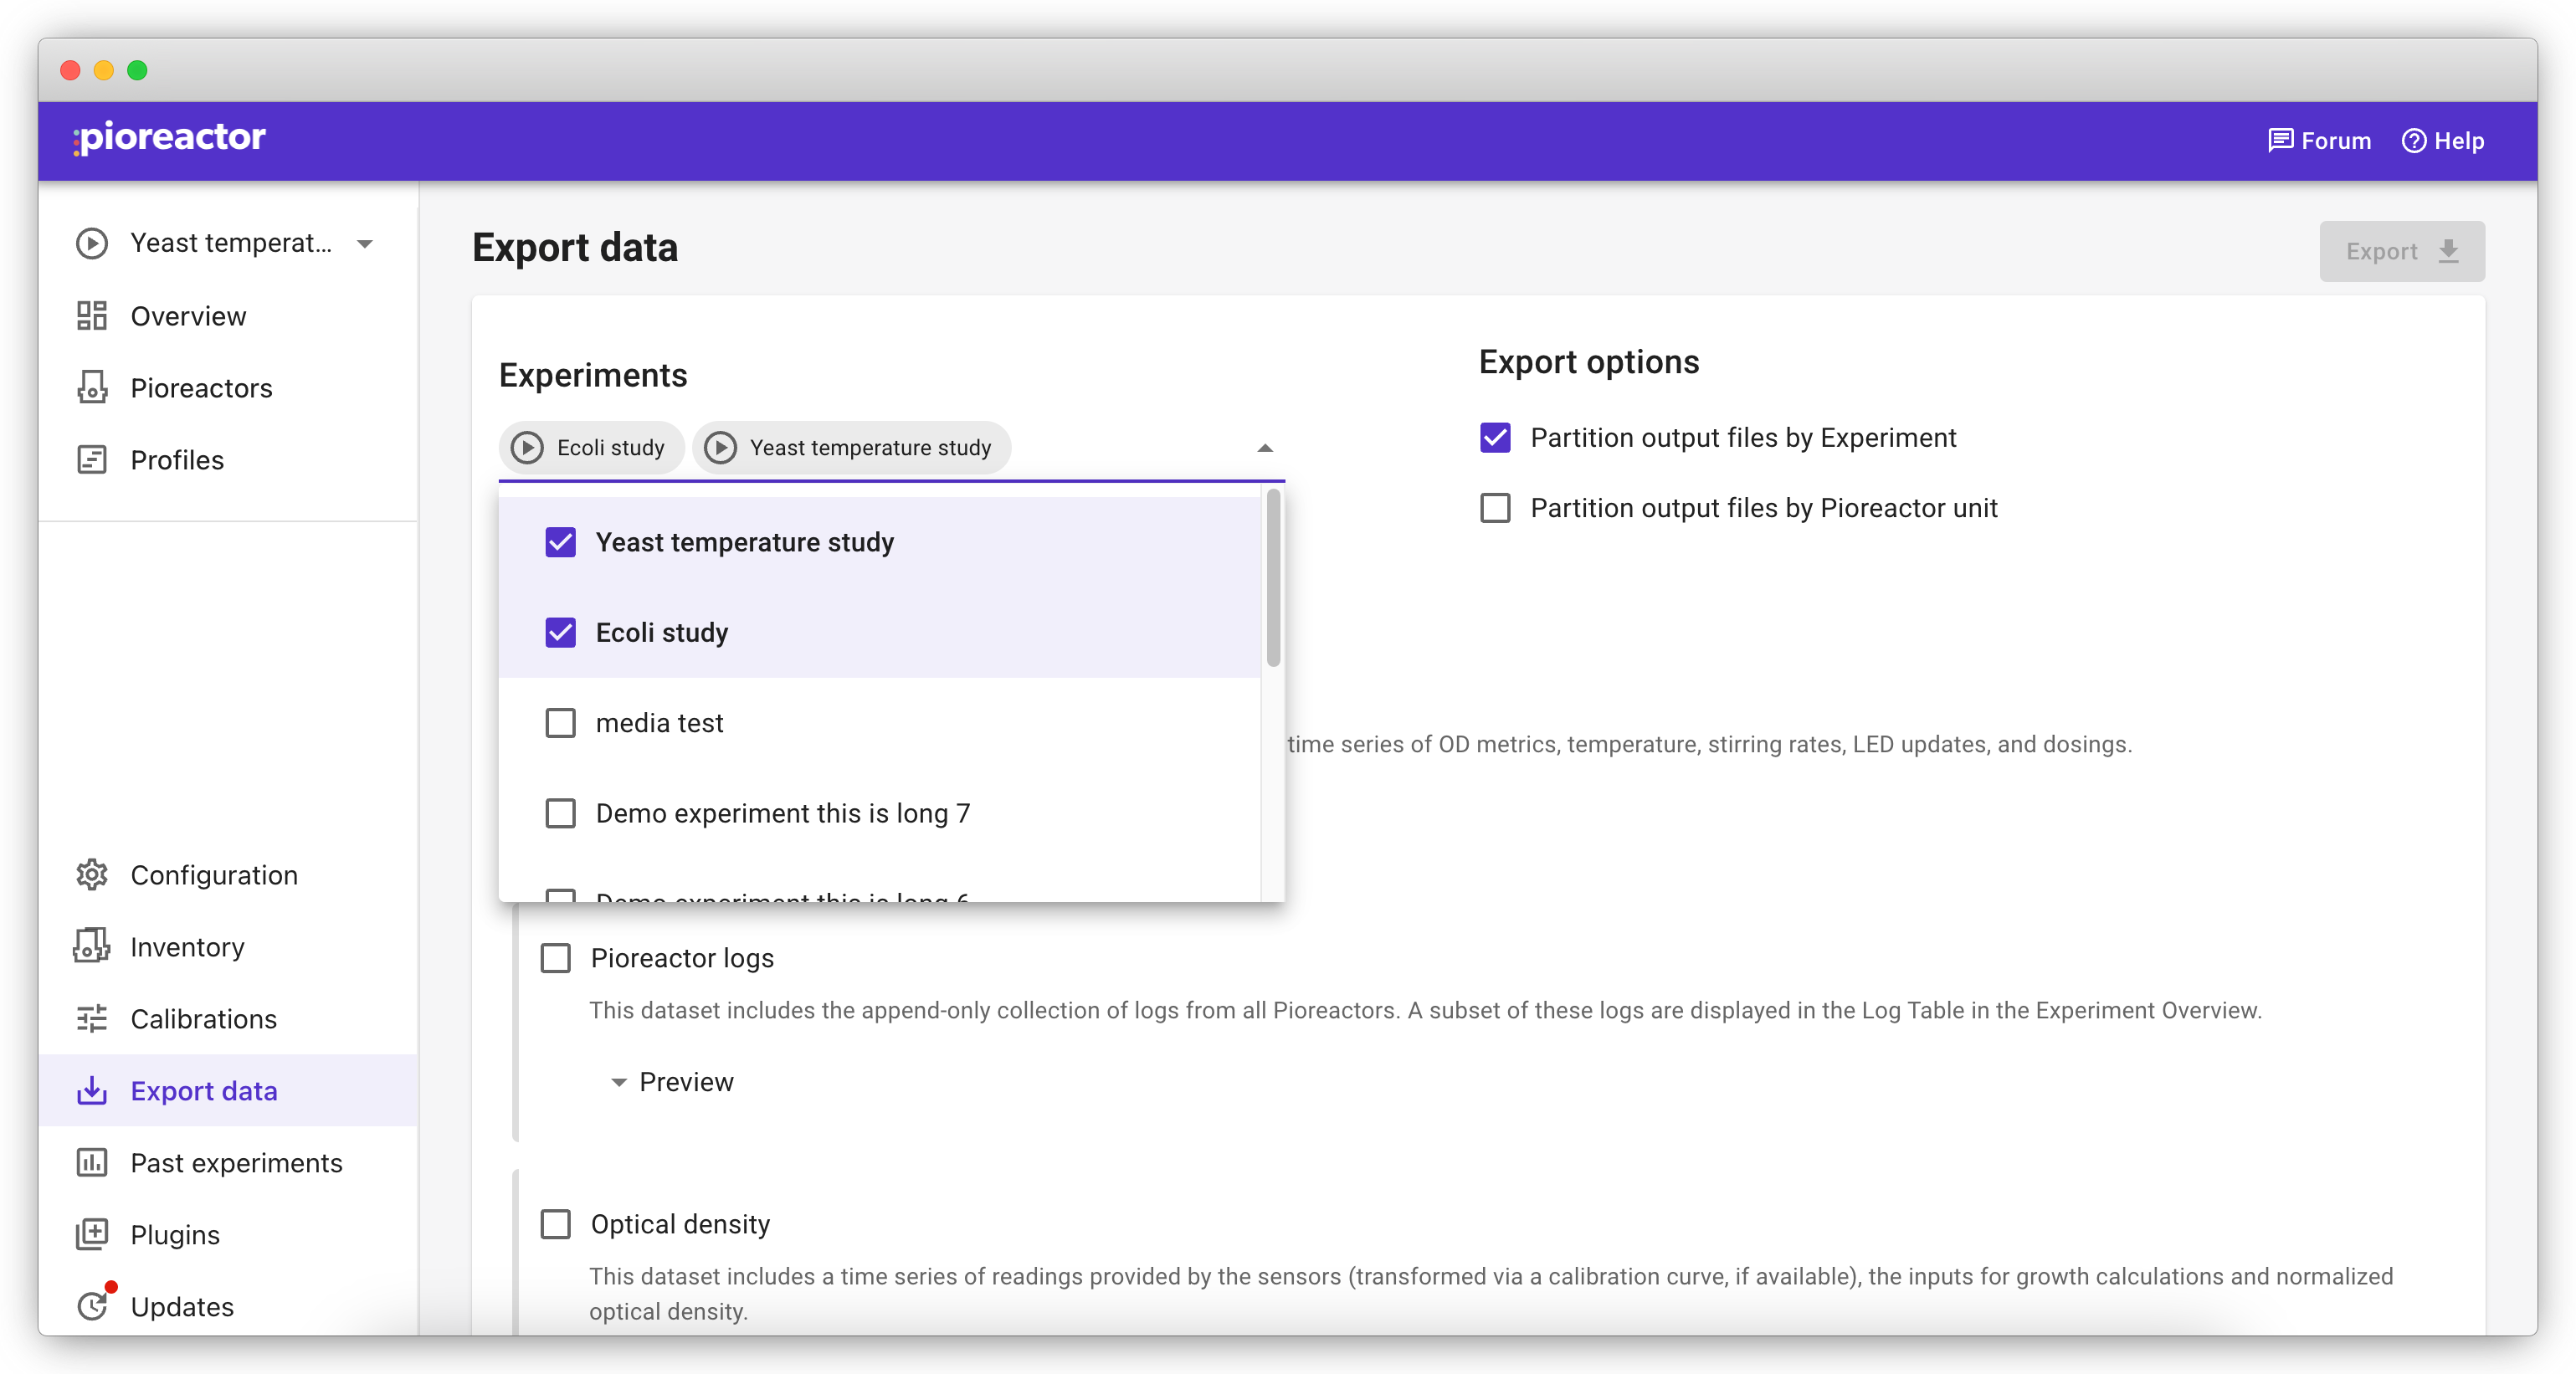 pioreactor
Forum
Help
Yeast temperat...
Overview
Pioreactors
Profiles
Configuration
Inventory
Calibrations
Export data
Past experiments
Plugins
Updates
Export data
Export
Experiments
Ecoli study
Yeast temperature study
Yeast temperature study
Ecoli study
media test
Demo experiment this is long 7
Demo experiment this is long 6
Export options
Partition output files by Experiment
Partition output files by Pioreactor unit
time series of OD metrics, temperature, stirring rates, LED updates, and dosings.
Pioreactor logs
This dataset includes the append-only collection of logs from all Pioreactors. A subset of these logs are displayed in the Log Table in the Experiment Overview.
Preview
Optical density
This dataset includes a time series of readings provided by the sensors (transformed via a calibration curve, if available), the inputs for growth calculations and normalized
optical density.